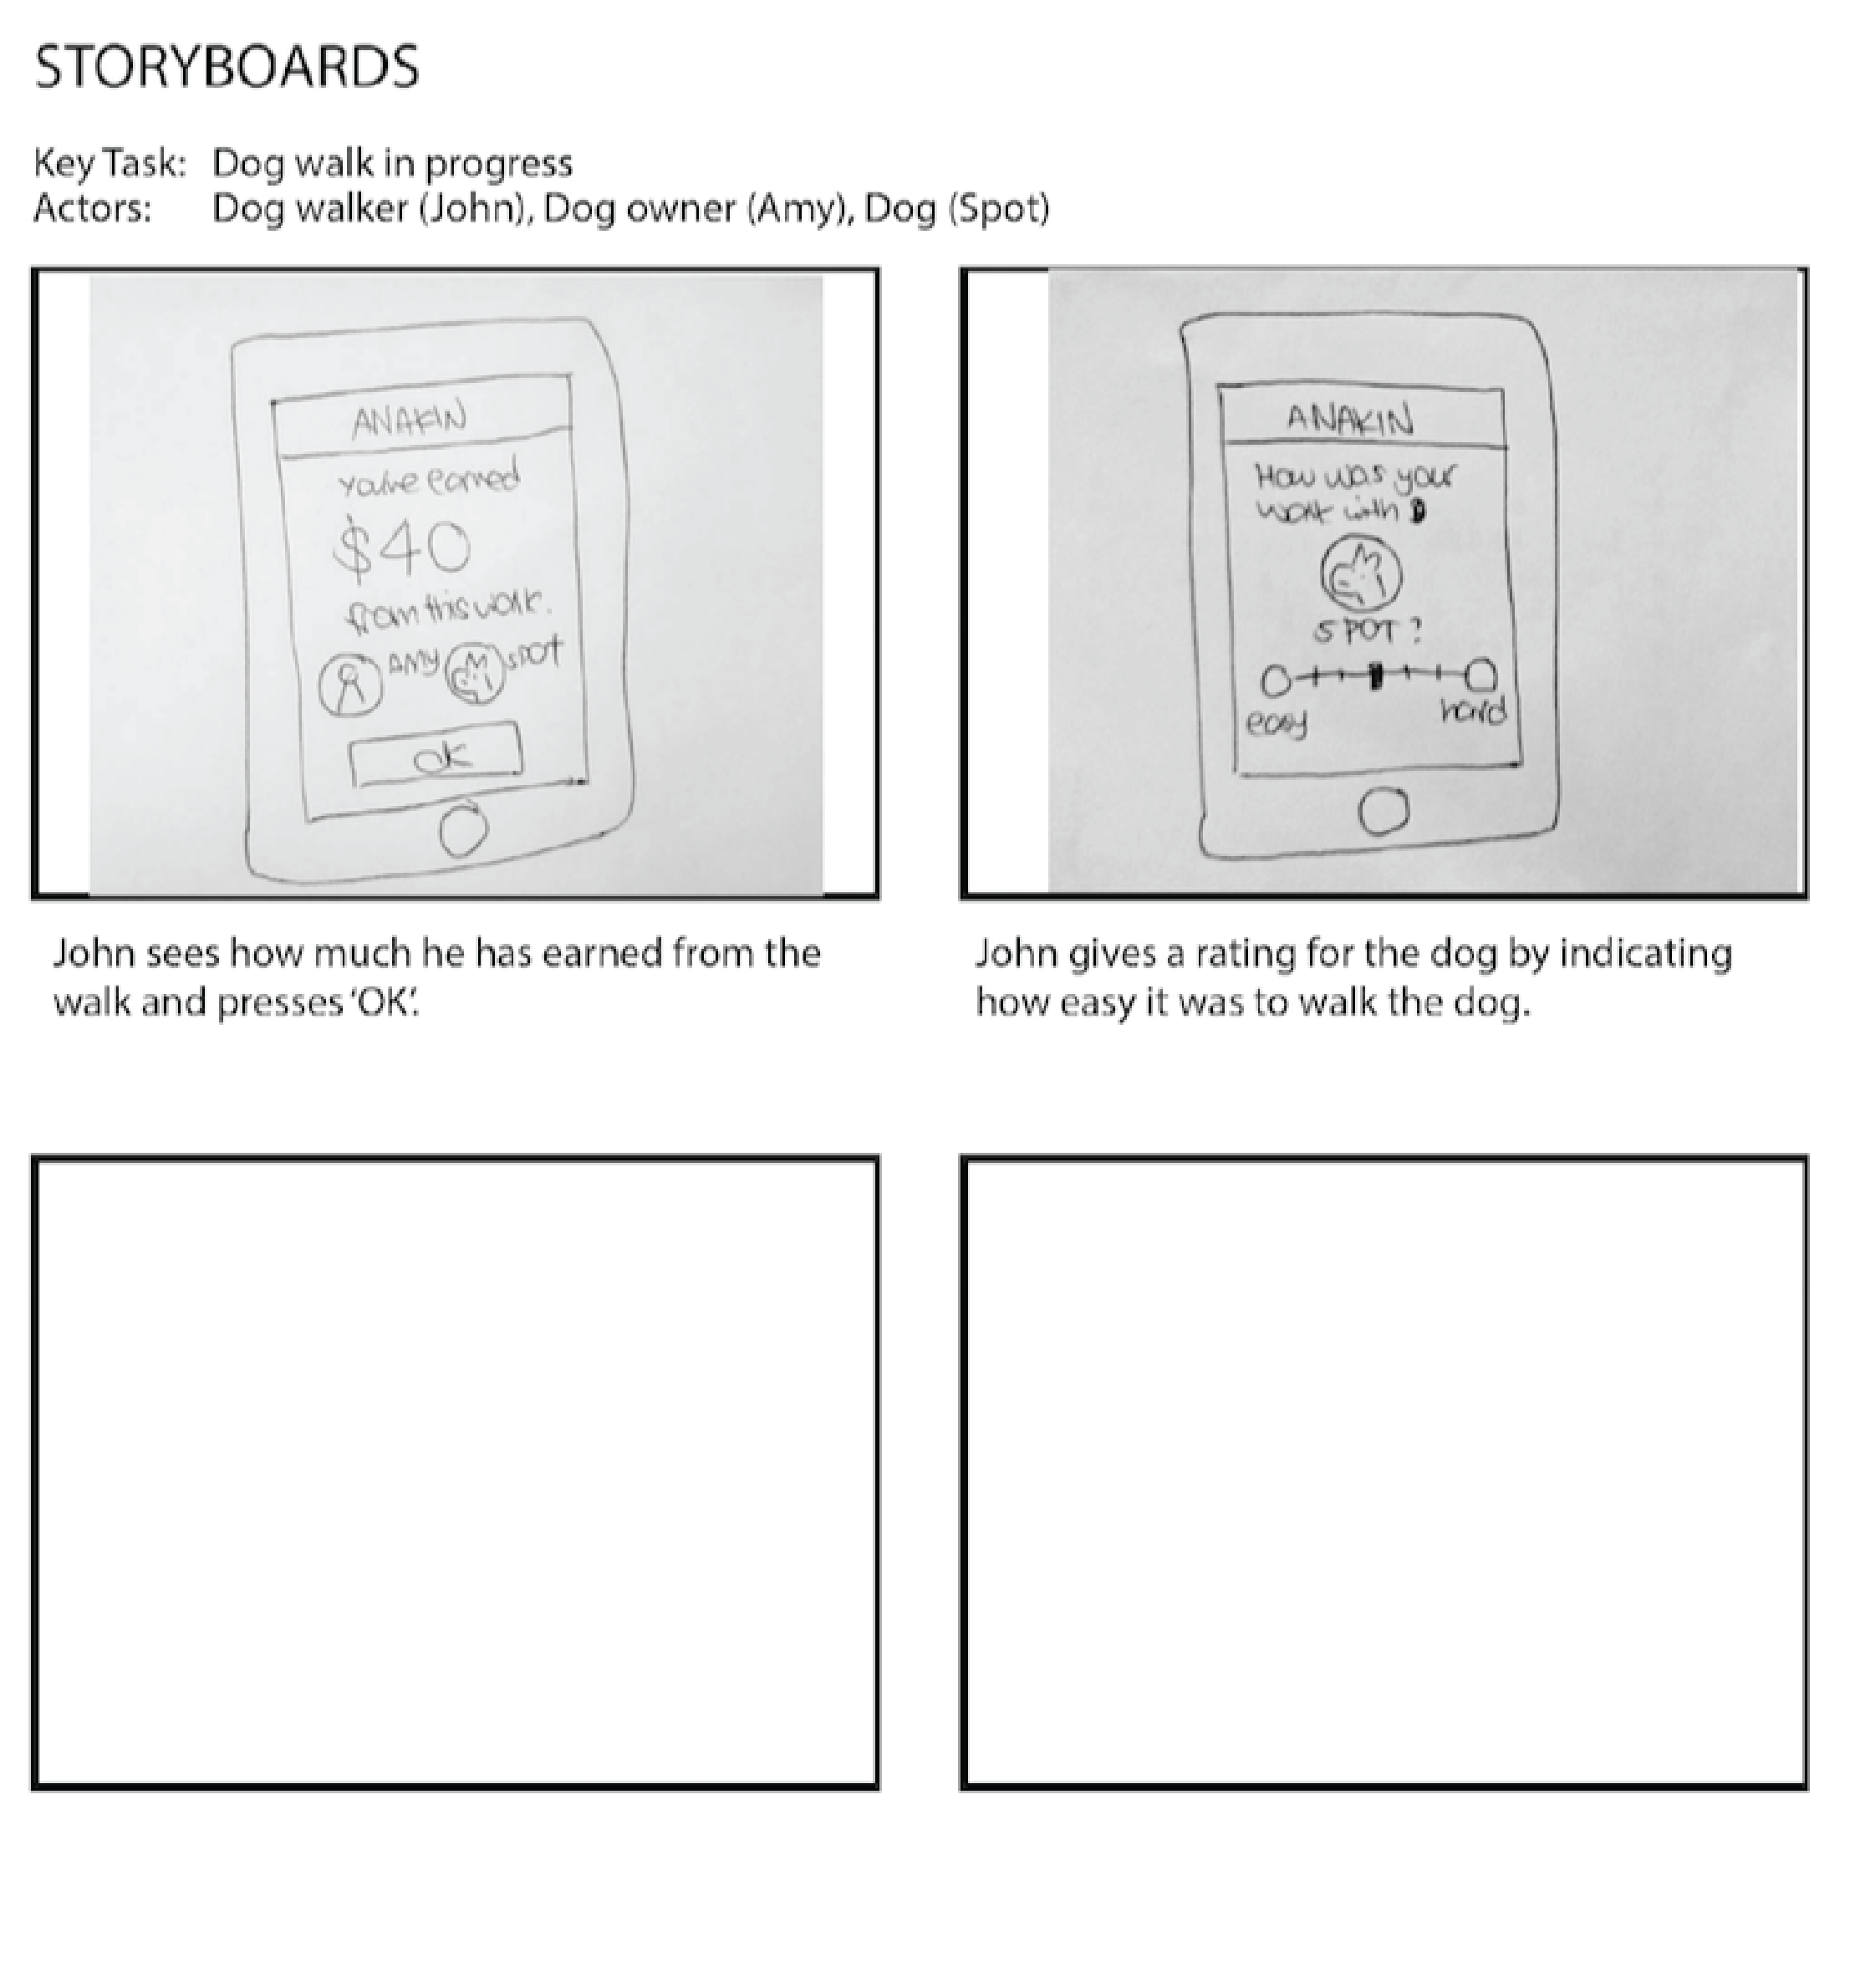 STORYBOARDS
Key Task: Dog walk in progress
Actors: Dog walker (John), Dog owner (Amy), Dog (Spot)
ANAKIN
You've earned
$40
from this walk.
AMY SPOT
OK
John sees how much he has earned from the
walk and presses ‘OK’.
ANAKIN
How was your
walk with
SPOT?
easy hard
John gives a rating for the dog by indicating
how easy it was to walk the dog.